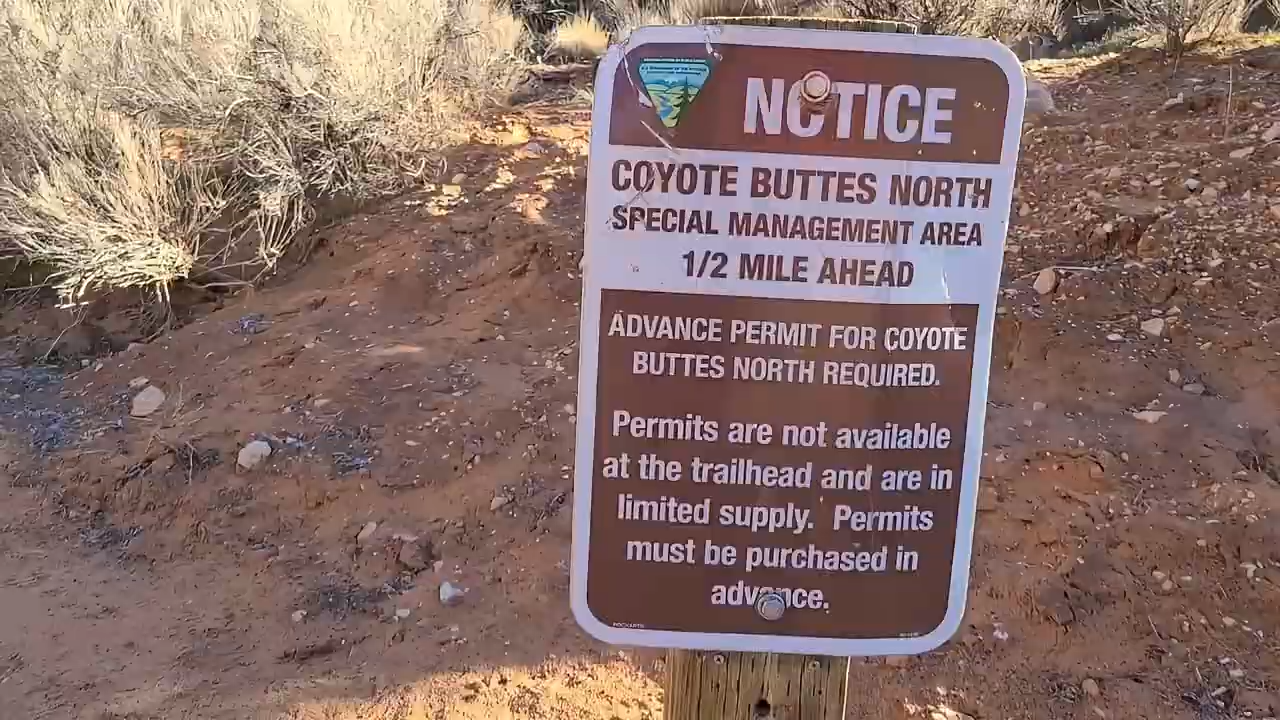 NOTICE
COYOTE BUTTES NORTH
SPECIAL MANAGEMENT AREA
1/2 MILE AHEAD
ADVANCE PERMIT FOR COYOTE
BUTTES NORTH REQUIRED.
Permits are not available
at the trailhead and are in
limited supply. Permits
must be purchased in
advance.